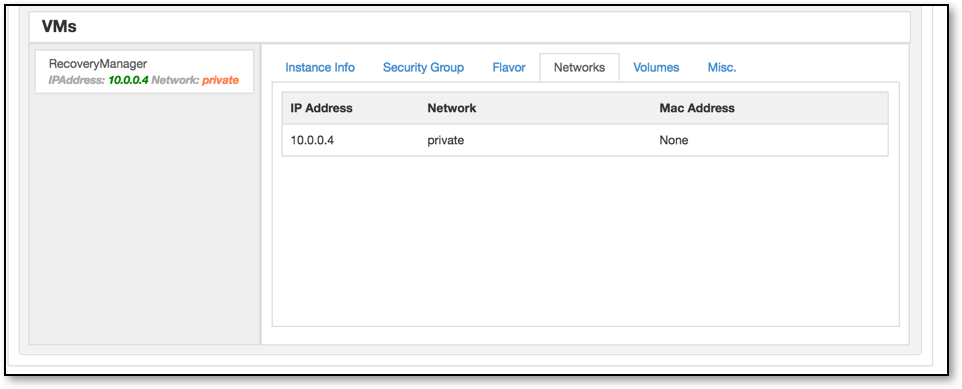 VMs
RecoveryManager
IPAddress: 10.0.0.4 Network: private
Instance Info Security Group Flavor Networks Volumes Misc.
IP Address Network Mac Address
10.0.0.4 private None